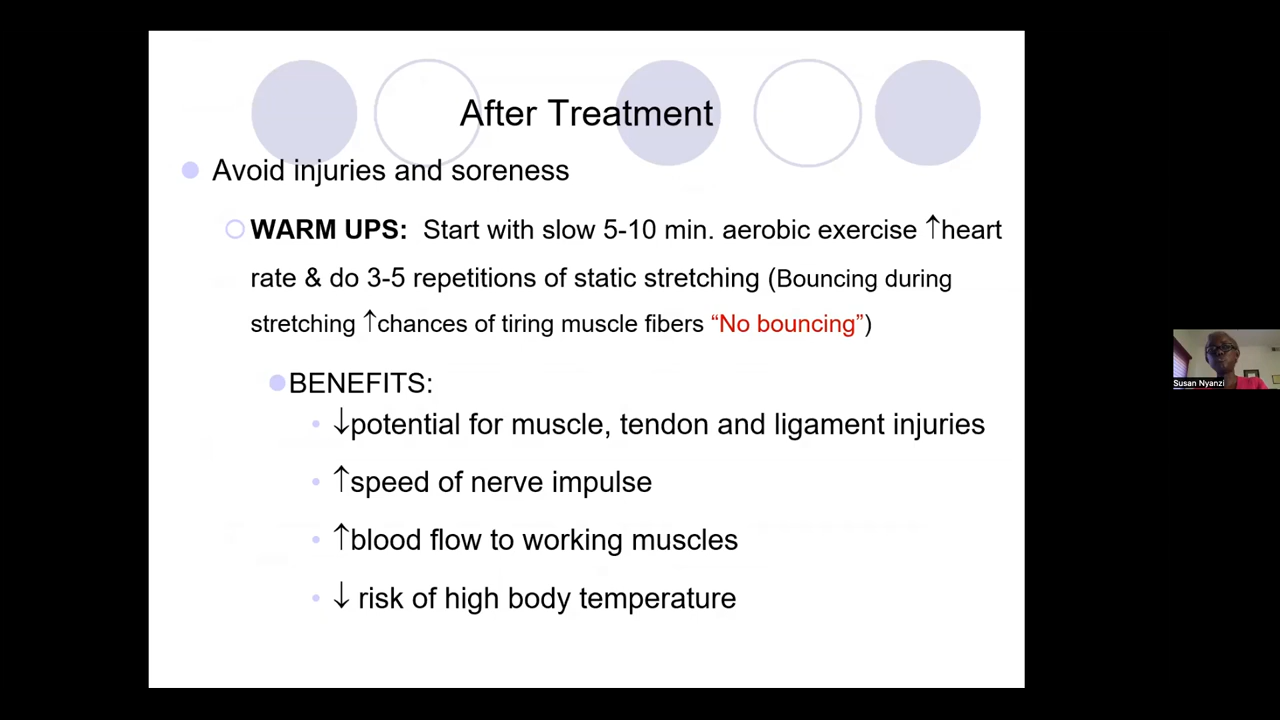 After Treatment
Avoid injuries and soreness
WARM UPS: Start with slow 5-10 min. aerobic exercise ↑heart
rate & do 3-5 repetitions of static stretching (Bouncing during
stretching ↑chances of tiring muscle fibers “No bouncing”)
BENEFITS:
↓potential for muscle, tendon and ligament injuries
↑speed of nerve impulse
↑blood flow to working muscles
↓ risk of high body temperature
Susan Nyanzi